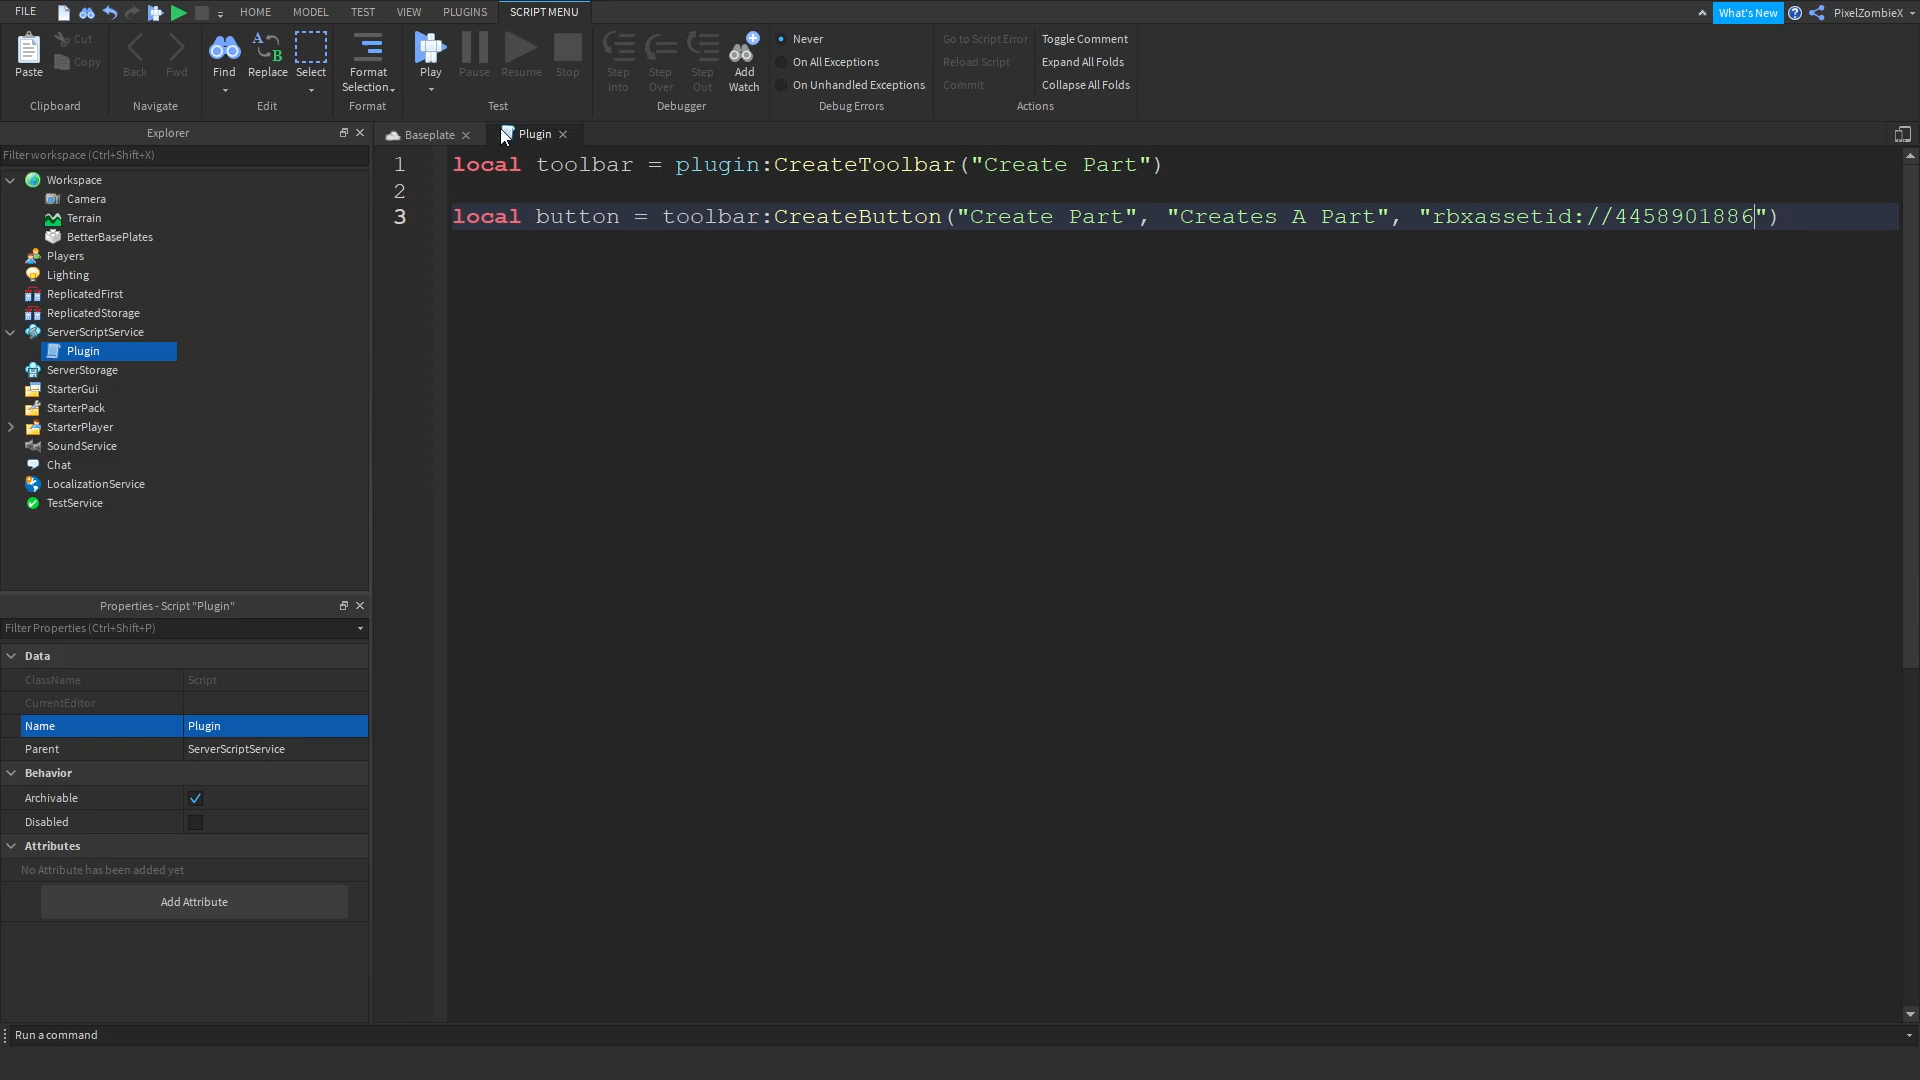 FILE HOME MODEL TEST VIEW PLUGINS SCRIPT MENU What's New PixelZombieX
Paste Cut Copy
Clipboard
Back Fwd
Navigate
Find Replace Select
Edit
Format Selection
Format
Play Pause Resume Stop
Test
Step Into Step Over Step Out Add Watch
Debugger
Never
On All Exceptions
On Unhandled Exceptions
Debug Errors
Go to Script Error Toggle Comment
Reload Script Expand All Folds
Commit Collapse All Folds
Actions
Explorer
Baseplate Plugin
Filter workspace (Ctrl+Shift+X)
Workspace
Camera
Terrain
BetterBasePlates
Players
Lighting
ReplicatedFirst
ReplicatedStorage
ServerScriptService
Plugin
ServerStorage
StarterGui
StarterPack
StarterPlayer
SoundService
Chat
LocalizationService
TestService
1 local toolbar = plugin:CreateToolbar("Create Part")
2
3 local button = toolbar:CreateButton("Create Part", "Creates A Part", "rbxassetid://4458901886")
Properties - Script "Plugin"
Filter Properties (Ctrl+Shift+P)
Data
ClassName Script
CurrentEditor
Name Plugin
Parent ServerScriptService
Behavior
Archivable
Disabled
Attributes
No Attribute has been added yet
Add Attribute
Run a command